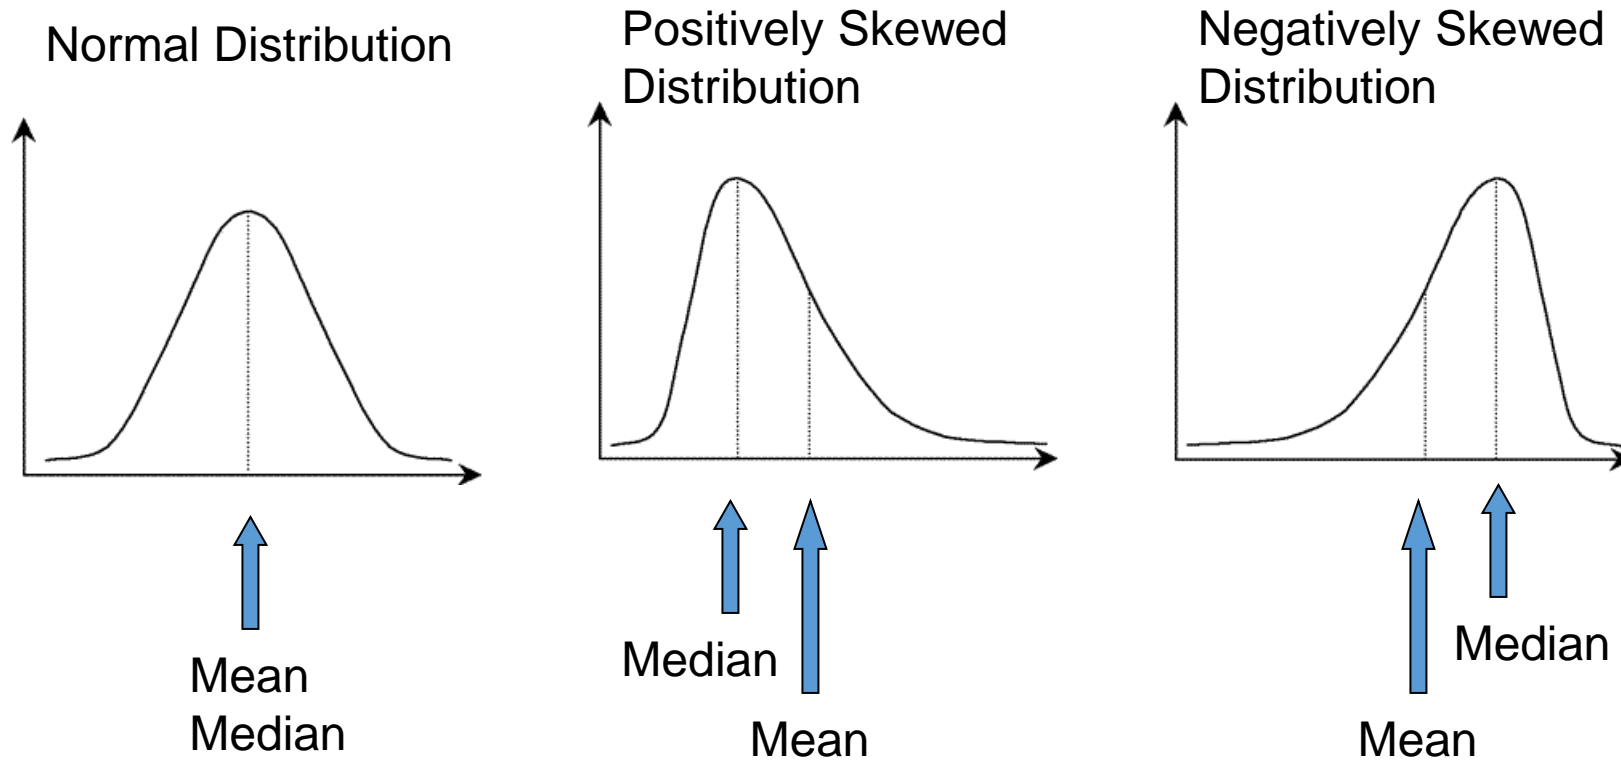 Normal Distribution
Mean
Median
Positively Skewed
Distribution
Median
Mean
Negatively Skewed
Distribution
Median
Mean